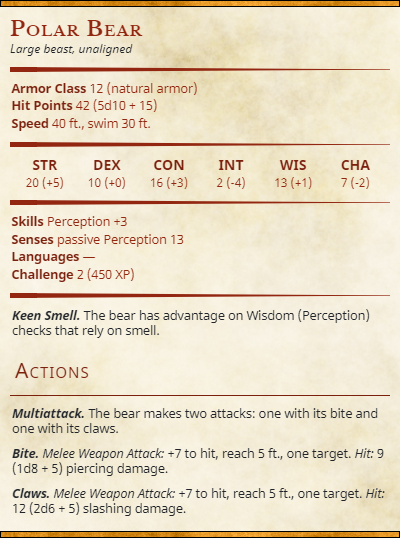 Polar Bear
Large beast, unaligned
Armor Class 12 (natural armor)
Hit Points 42 (5d10 + 15)
Speed 40 ft., swim 30 ft.
STR DEX CON INT WIS CHA
20 (+5) 10 (+0) 16 (+3) 2 (-4) 13 (+1) 7 (-2)
Skills Perception +3
Senses passive Perception 13
Languages —
Challenge 2 (450 XP)
Keen Smell. The bear has advantage on Wisdom (Perception)
checks that rely on smell.
Actions
Multiattack. The bear makes two attacks: one with its bite and
one with its claws.
Bite. Melee Weapon Attack: +7 to hit, reach 5 ft., one target. Hit: 9
(1d8 + 5) piercing damage.
Claws. Melee Weapon Attack: +7 to hit, reach 5 ft., one target. Hit:
12 (2d6 + 5) slashing damage.